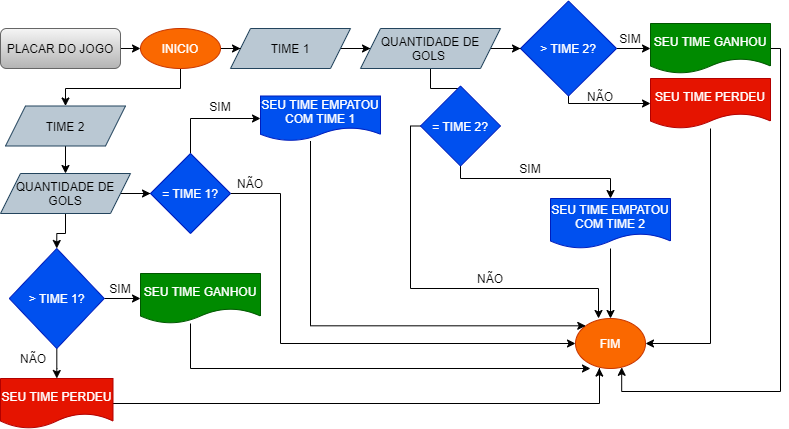 PLACAR DO JOGO
INICIO
TIME 1
QUANTIDADE DE
GOLS
> TIME 2?
SIM
SEU TIME GANHOU
NÃO
SEU TIME PERDEU
= TIME 2?
SIM
SEU TIME EMPATOU
COM TIME 2
NÃO
TIME 2
QUANTIDADE DE
GOLS
= TIME 1?
SIM
SEU TIME EMPATOU
COM TIME 1
NÃO
> TIME 1?
SIM
SEU TIME GANHOU
NÃO
SEU TIME PERDEU
FIM